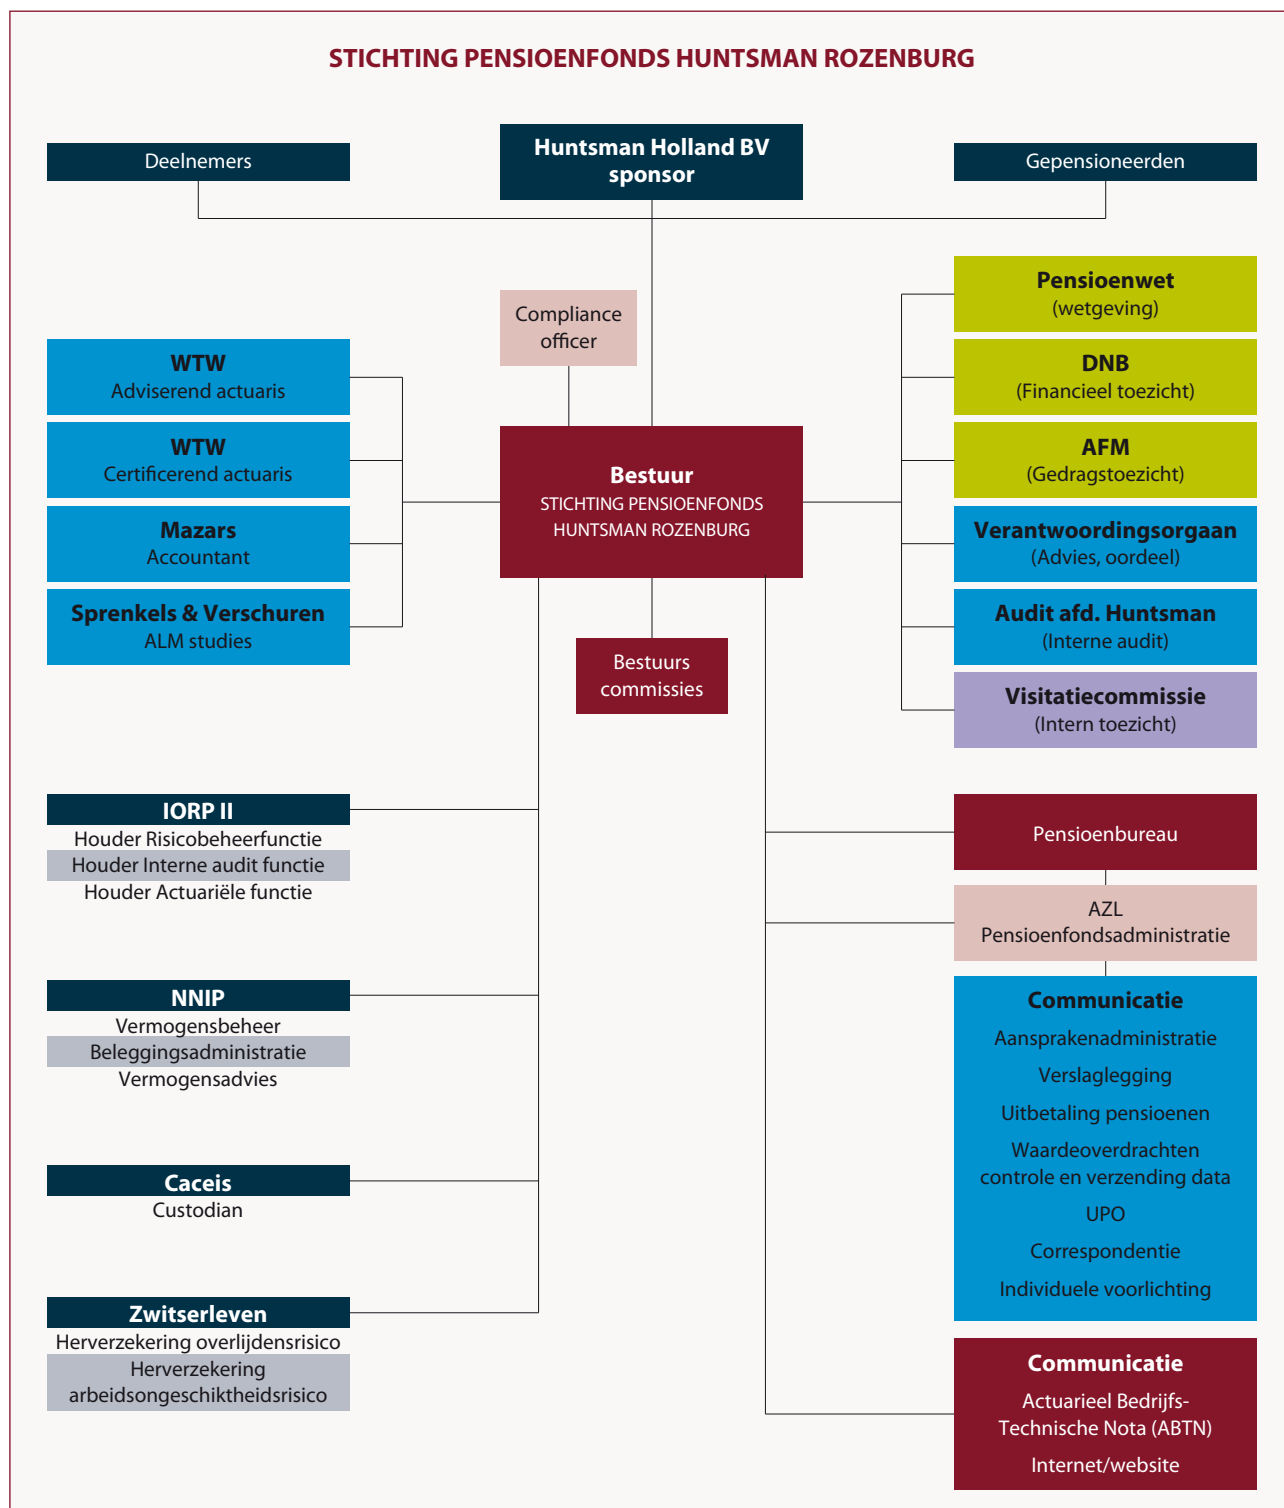 STICHTING PENSIOENFONDS HUNTSMAN ROZENBURG
Deelnemers
Huntsman Holland BV
sponsor
Gepensioneerden
Compliance
officer
WTW
Adviserend actuaris
WTW
Certificerend actuaris
Mazars
Accountant
Sprenkels & Verschuren
ALM studies
Bestuur
STICHTING PENSIOENFONDS
HUNTSMAN ROZENBURG
Bestuurs
commissies
Pensioenwet
(wetgeving)
DNB
(Financieel toezicht)
AFM
(Gedragstoezicht)
Verantwoordingsorgaan
(Advies, oordeel)
Audit afd. Huntsman
(Interne audit)
Visitatiecommissie
(Intern toezicht)
IORP II
Houder Risicobeheerfunctie
Houder Interne audit functie
Houder Actuariële functie
NNIP
Vermogensbeheer
Beleggingsadministratie
Vermogensadvies
Caceis
Custodian
Zwitserleven
Herverzekering overlijdensrisico
Herverzekering
arbeidsongeschiktheidsrisico
Pensioenbureau
AZL
Pensioenfondsadministratie
Communicatie
Aansprakenadministratie
Verslaglegging
Uitbetaling pensioenen
Waardeoverdrachten
controle en verzending data
UPO
Correspondentie
Individuele voorlichting
Communicatie
Actuarieel Bedrijfs-
Technische Nota (ABTN)
Internet/website